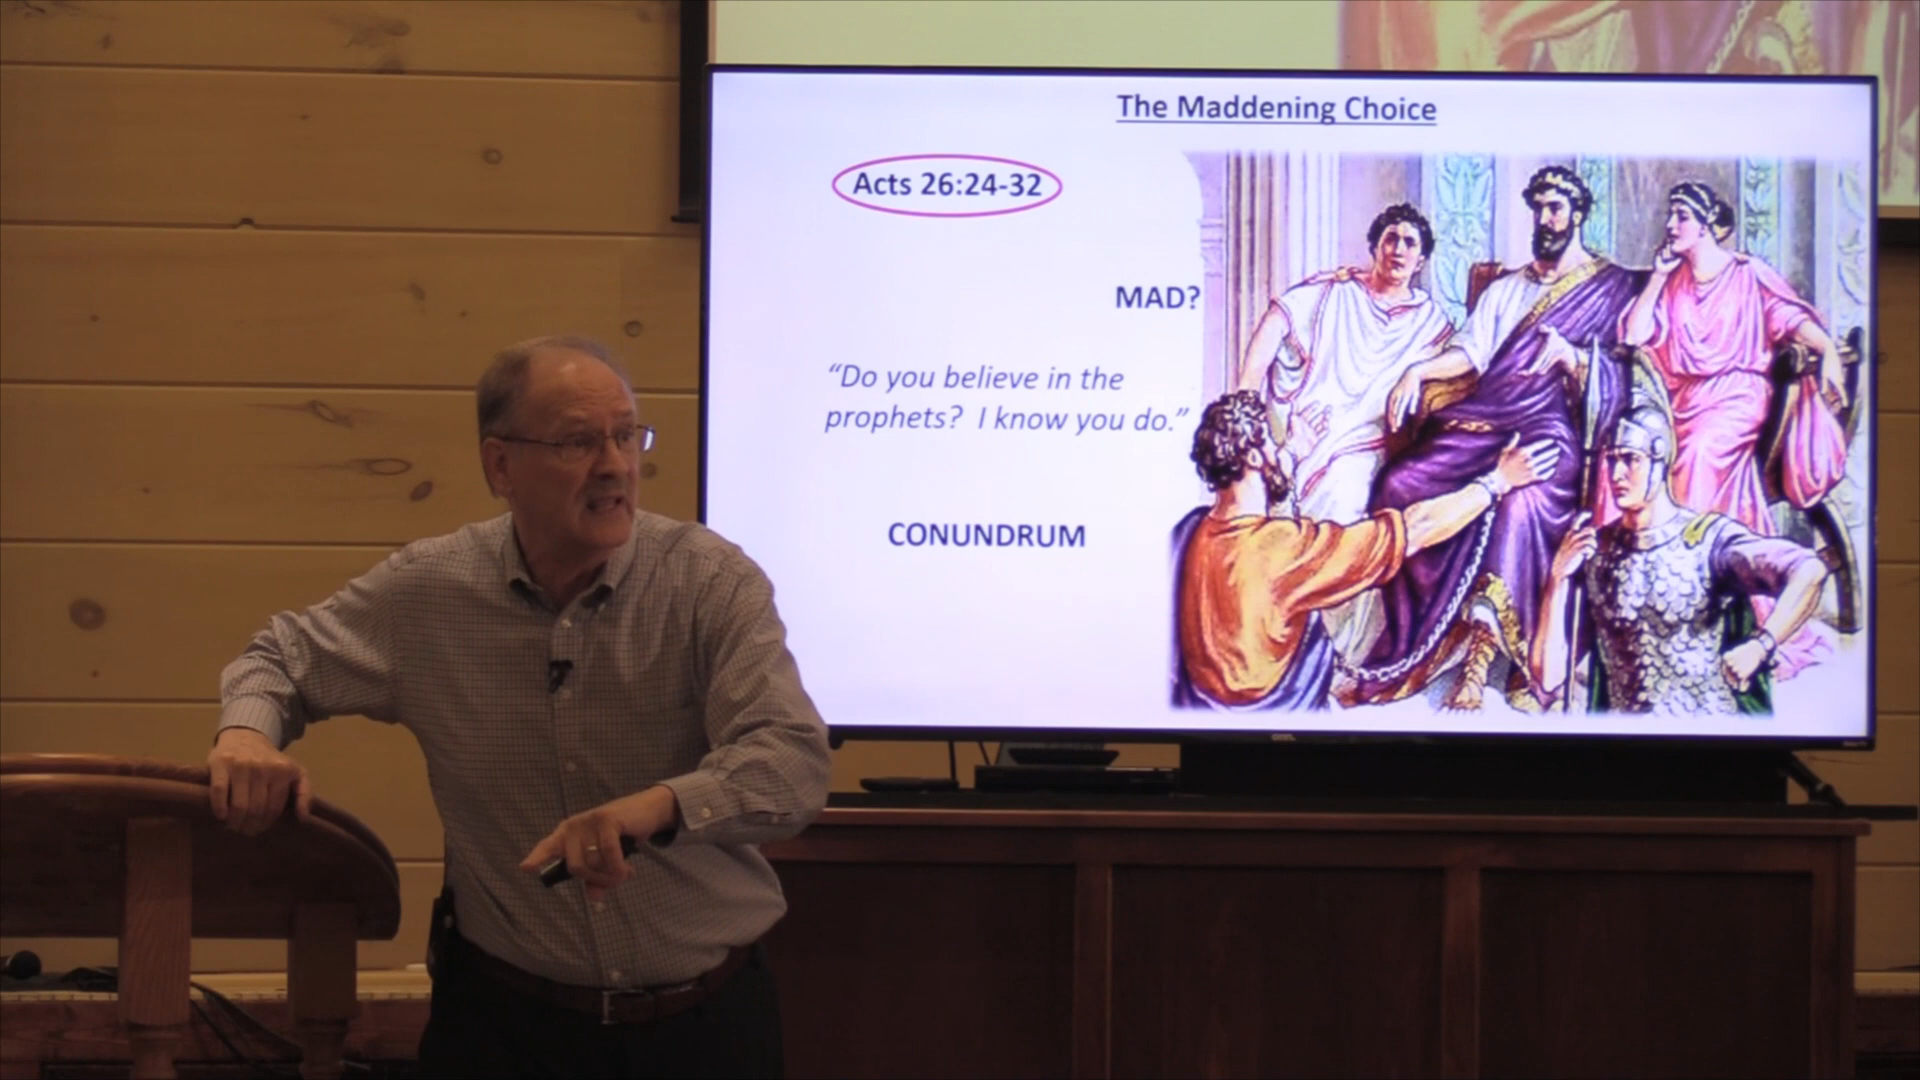 The Maddening Choice
Acts 26:24-32
MAD?
“Do you believe in the
prophets?  I know you do.”
CONUNDRUM